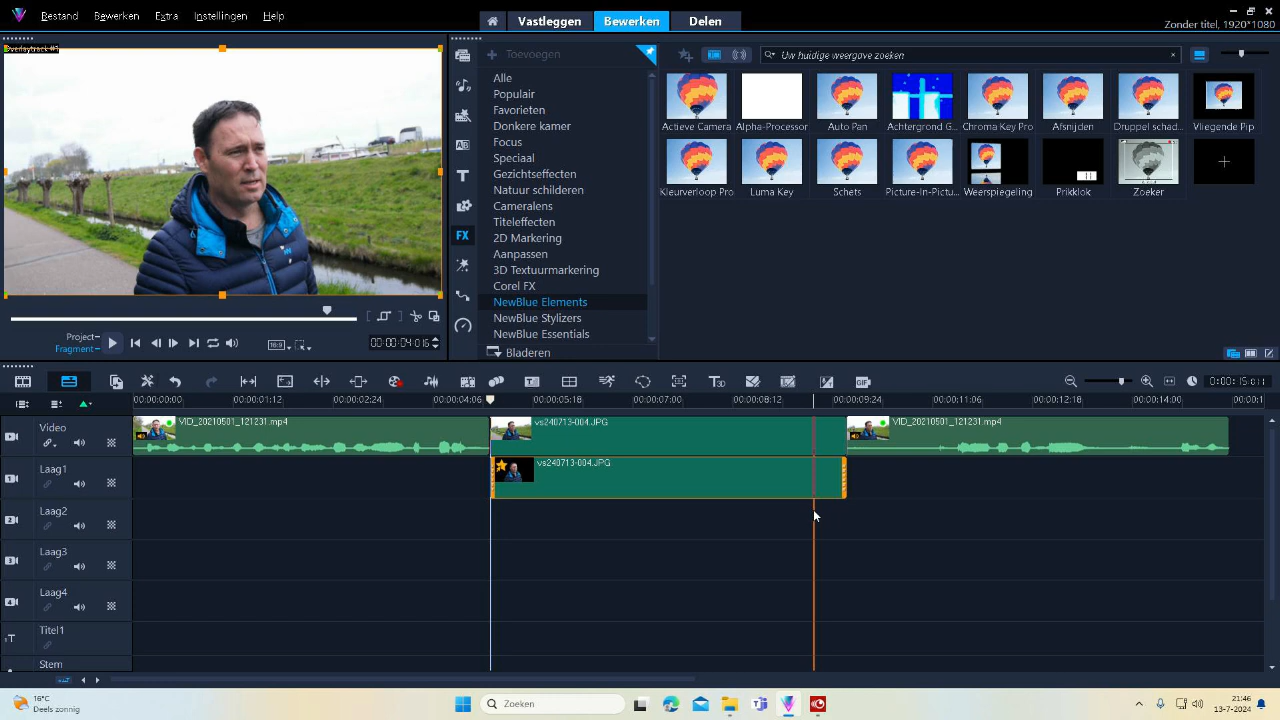 Bestand Bewerken Extra Instellingen Help
Vastleggen Bewerken Delen
Zonder titel, 1920*1080
Overlaytrack #1
Toevoegen
Uw huidige weergave zoeken
Alle
Populair
Favorieten
Donkere kamer
Focus
Speciaal
Gezichtseffecten
Natuur schilderen
Cameralens
Titeleffecten
2D Markering
Aanpassen
3D Textuurmarkering
Corel FX
NewBlue Elements
NewBlue Stylizers
NewBlue Essentials
Bladeren
AB
T
FX
Actieve Camera Alpha-Processor Auto Pan Achtergrond G... Chroma Key Pro Afsnijden Druppel schad... Vliegende Pip
Kleurverloop Pro Luma Key Schets Picture-In-Pictu... Weerspiegeling Prikklok Zoeker
Project-
Fragment-
16:9
00:00:04:016
T3D
GIF
0:00:15:011
00:00:00:00 00:00:01:12 00:00:02:24 00:00:04:06 00:00:05:18 00:00:07:00 00:00:08:12 00:00:09:24 00:00:11:06 00:00:12:18 00:00:14:00 00:00:1
Video
VID_20210501_121231.mp4 vs240713-004.JPG VID_20210501_121231.mp4
Laag1
vs240713-004.JPG
Laag2
Laag3
Laag4
Titel1
Stem
16°C
Deels zonnig
Zoeken
21:46
13-7-2024